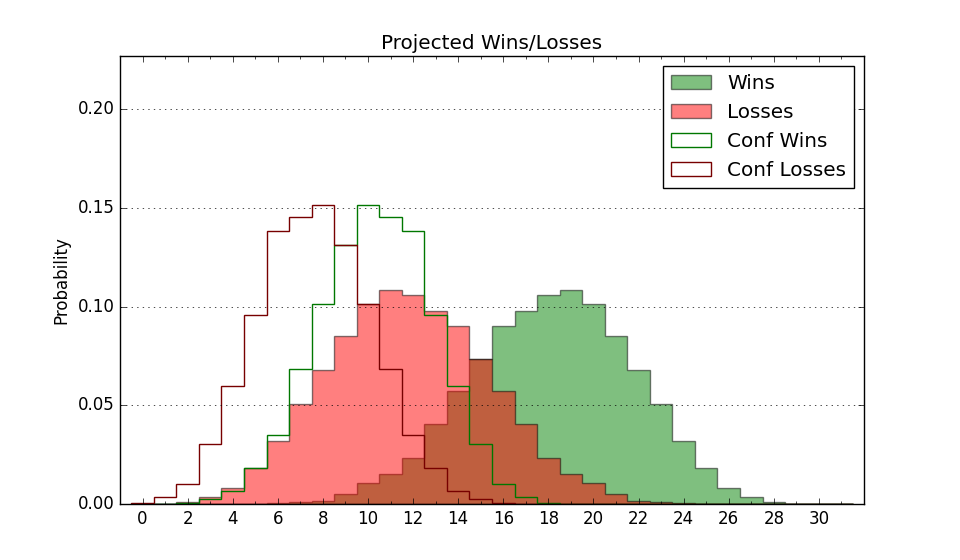 Projected Wins/Losses
Wins
Losses
Conf Wins
Conf Losses
Probability
0.20
0.15
0.10
0.05
0.00
0 2 4 6 8 10 12 14 16 18 20 22 24 26 28 30